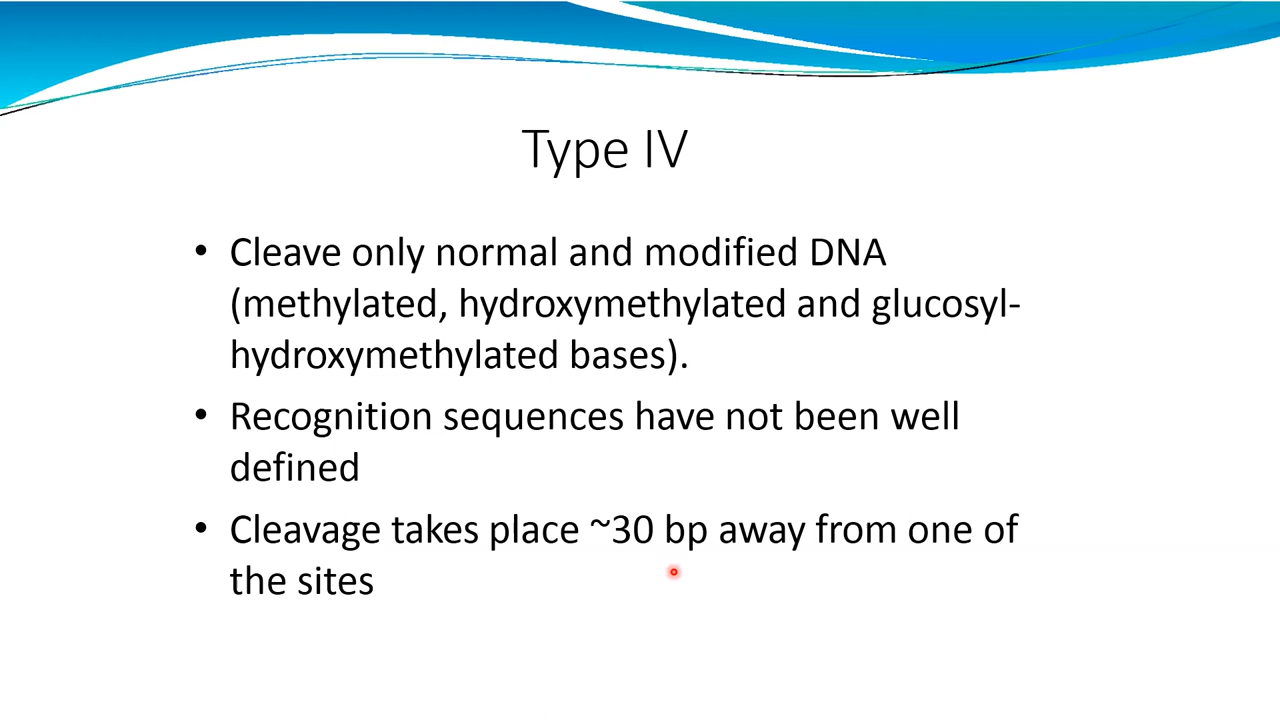 Type IV
• Cleave only normal and modified DNA
(methylated, hydroxymethylated and glucosyl-
hydroxymethylated bases).
• Recognition sequences have not been well
defined
• Cleavage takes place ~30 bp away from one of
the sites